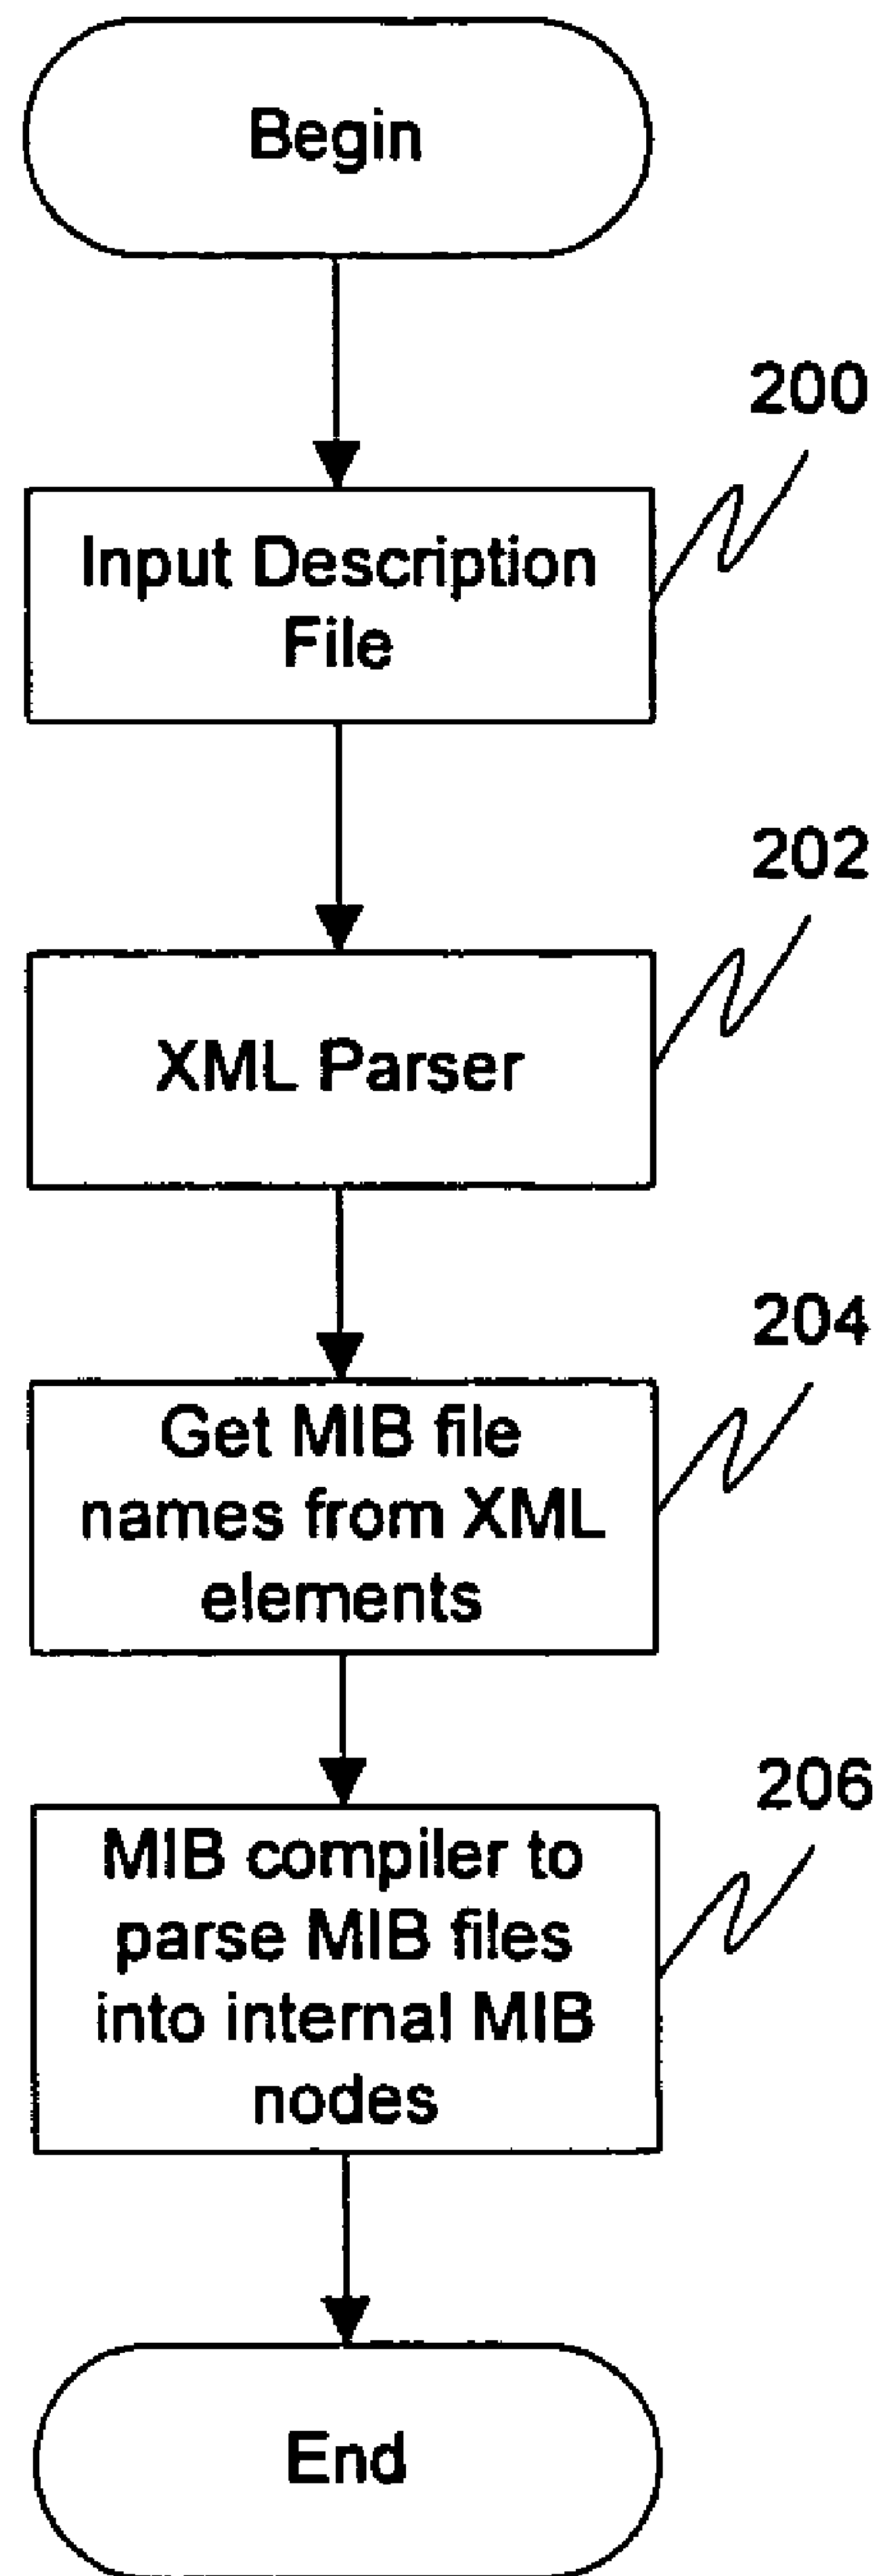 Begin
200
Input Description
File
202
XML Parser
204
Get MIB file
names from XML
elements
206
MIB compiler to
parse MIB files
into internal MIB
nodes
End